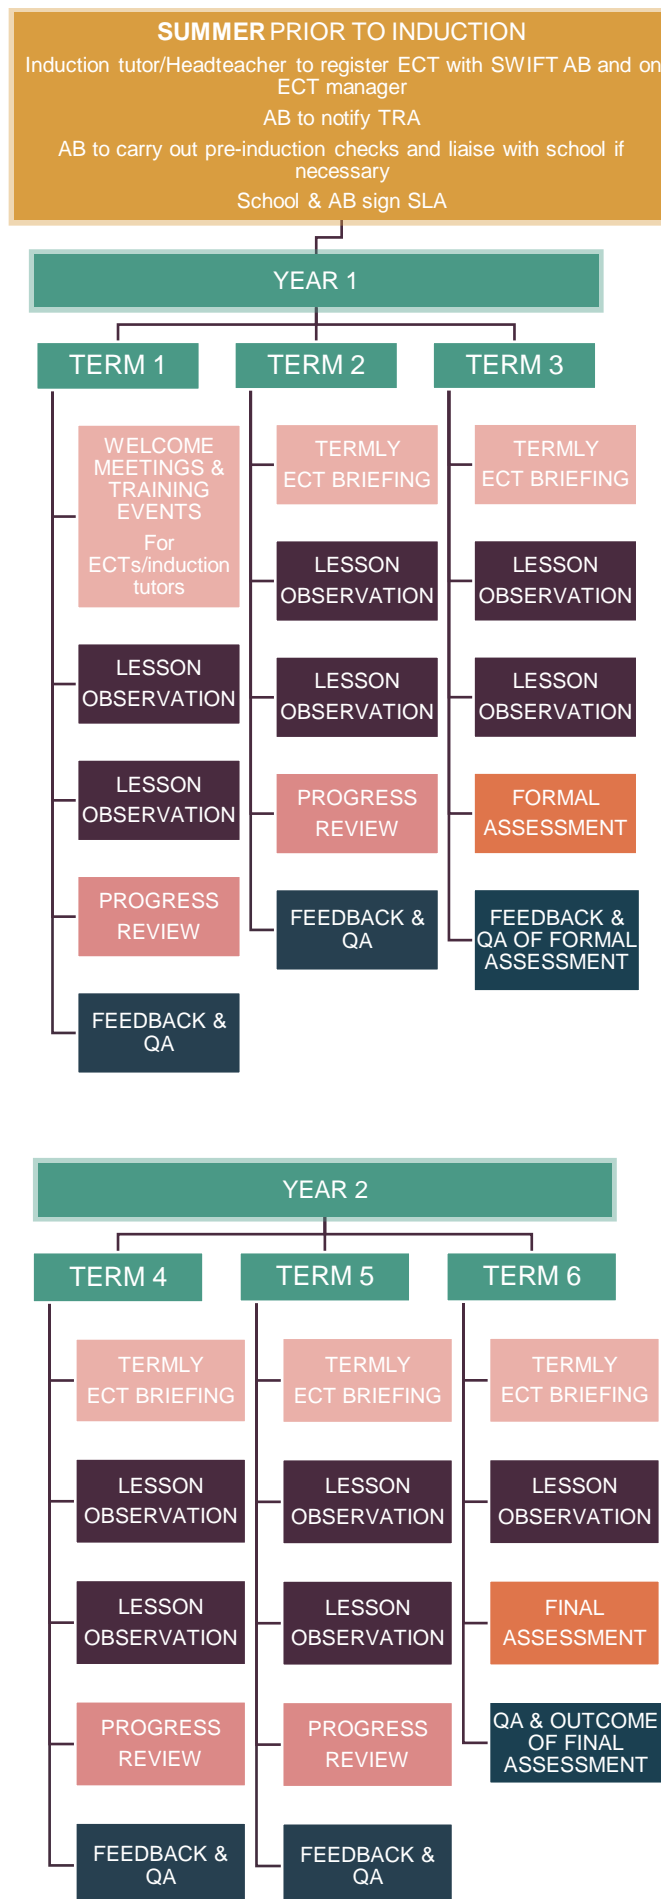 SUMMER PRIOR TO INDUCTION
Induction tutor/Headteacher to register ECT with SWIFT AB and on
ECT manager
AB to notify TRA
AB to carry out pre-induction checks and liaise with school if
necessary
School & AB sign SLA
YEAR 1
TERM 1
WELCOME
MEETINGS &
TRAINING
EVENTS
For
ECTs/induction
tutors
LESSON
OBSERVATION
LESSON
OBSERVATION
PROGRESS
REVIEW
FEEDBACK &
QA
TERM 2
TERMLY
ECT BRIEFING
LESSON
OBSERVATION
LESSON
OBSERVATION
PROGRESS
REVIEW
FEEDBACK &
QA
TERM 3
TERMLY
ECT BRIEFING
LESSON
OBSERVATION
LESSON
OBSERVATION
FORMAL
ASSESSMENT
FEEDBACK &
QA OF FORMAL
ASSESSMENT
YEAR 2
TERM 4
TERMLY
ECT BRIEFING
LESSON
OBSERVATION
LESSON
OBSERVATION
PROGRESS
REVIEW
FEEDBACK &
QA
TERM 5
TERMLY
ECT BRIEFING
LESSON
OBSERVATION
LESSON
OBSERVATION
PROGRESS
REVIEW
FEEDBACK &
QA
TERM 6
TERMLY
ECT BRIEFING
LESSON
OBSERVATION
FINAL
ASSESSMENT
QA & OUTCOME
OF FINAL
ASSESSMENT